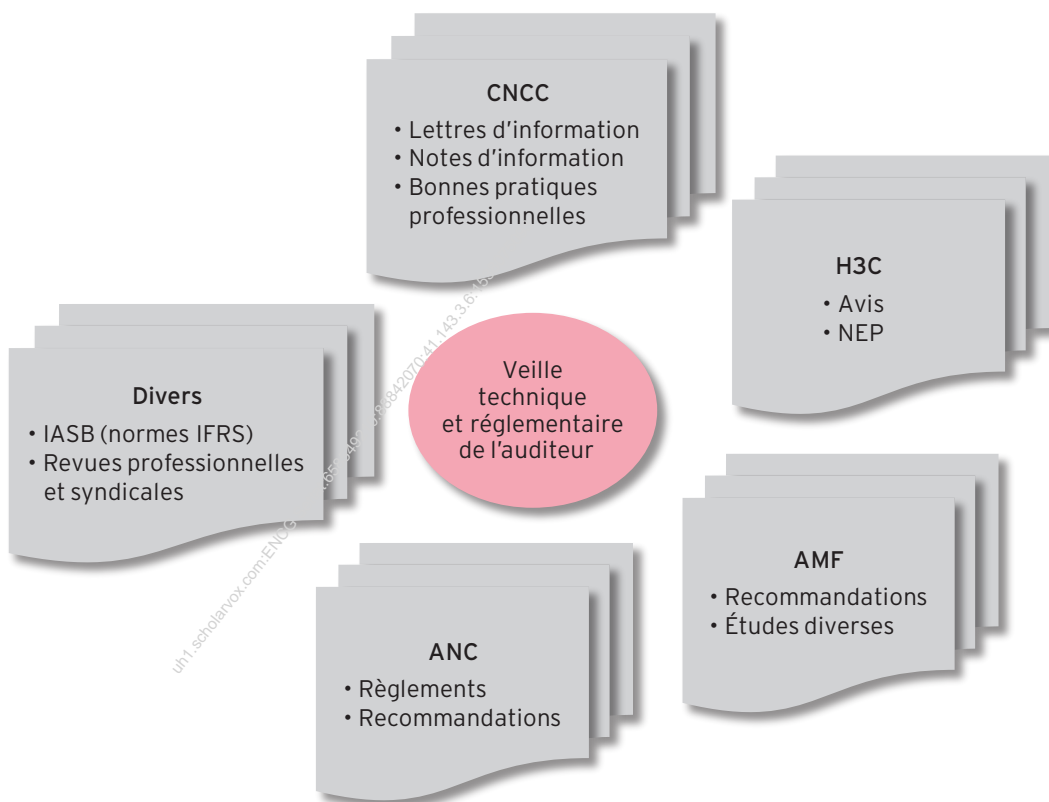 CNCC
• Lettres d'information
• Notes d'information
• Bonnes pratiques
professionnelles
H3C
• Avis
• NEP
Divers
• IASB (normes IFRS)
• Revues professionnelles
et syndicales
Veille
technique
et réglementaire
de l'auditeur
AMF
• Recommandations
• Études diverses
ANC
• Règlements
• Recommandations